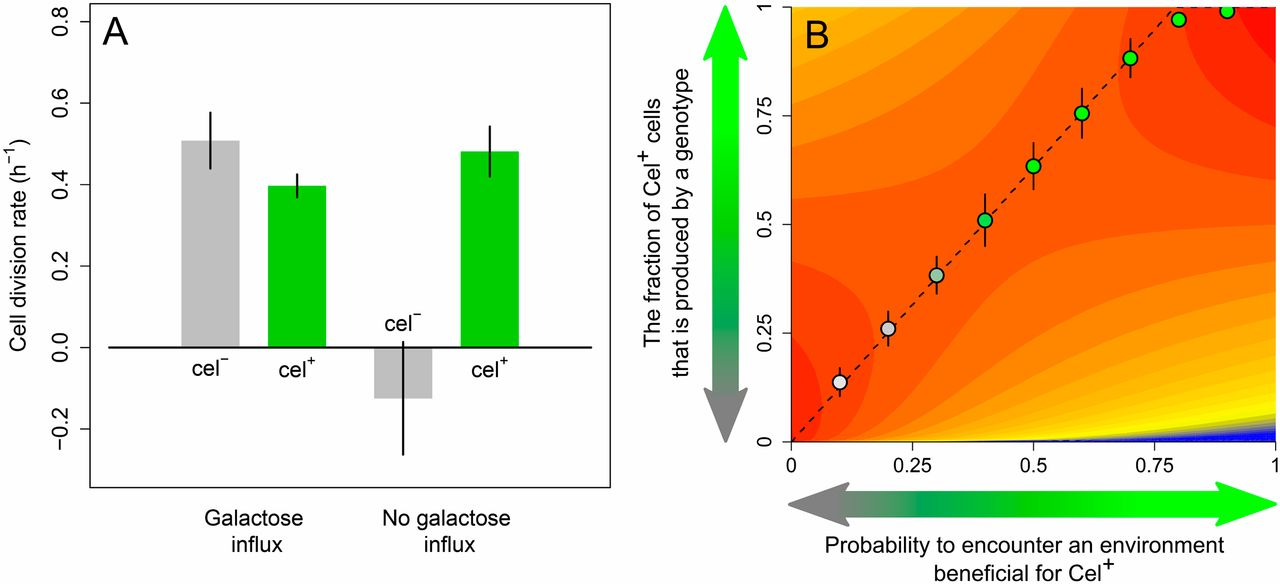 A
Cell division rate (h⁻¹)
0.8
0.6
0.4
0.2
0.0
−0.2
cel⁻
cel⁺
cel⁻
cel⁺
Galactose
influx
No galactose
influx
B
The fraction of Cel⁺ cells
that is produced by a genotype
1
0.75
0.5
0.25
0
0
0.25
0.5
0.75
1
Probability to encounter an environment
beneficial for Cel⁺